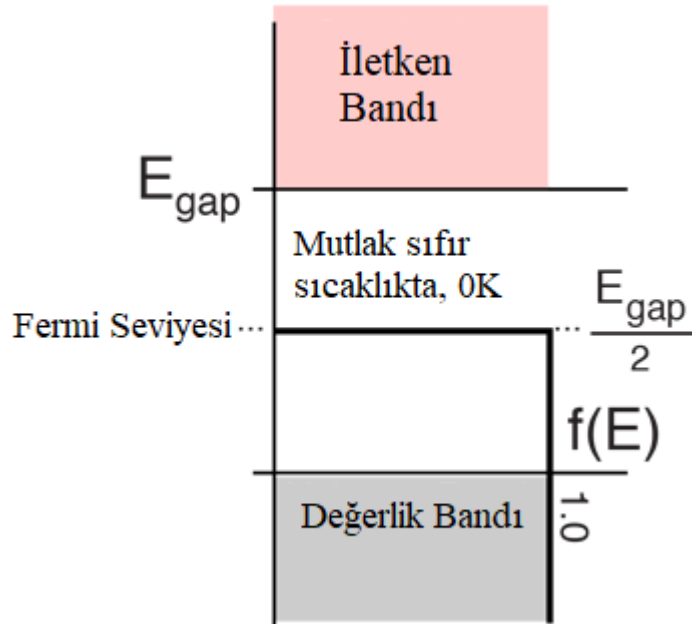 İletken
Bandı
E_gap
Mutlak sıfır
sıcaklıkta, 0K
Fermi Seviyesi
E_gap
2
f(E)
Değerlik Bandı
1.0